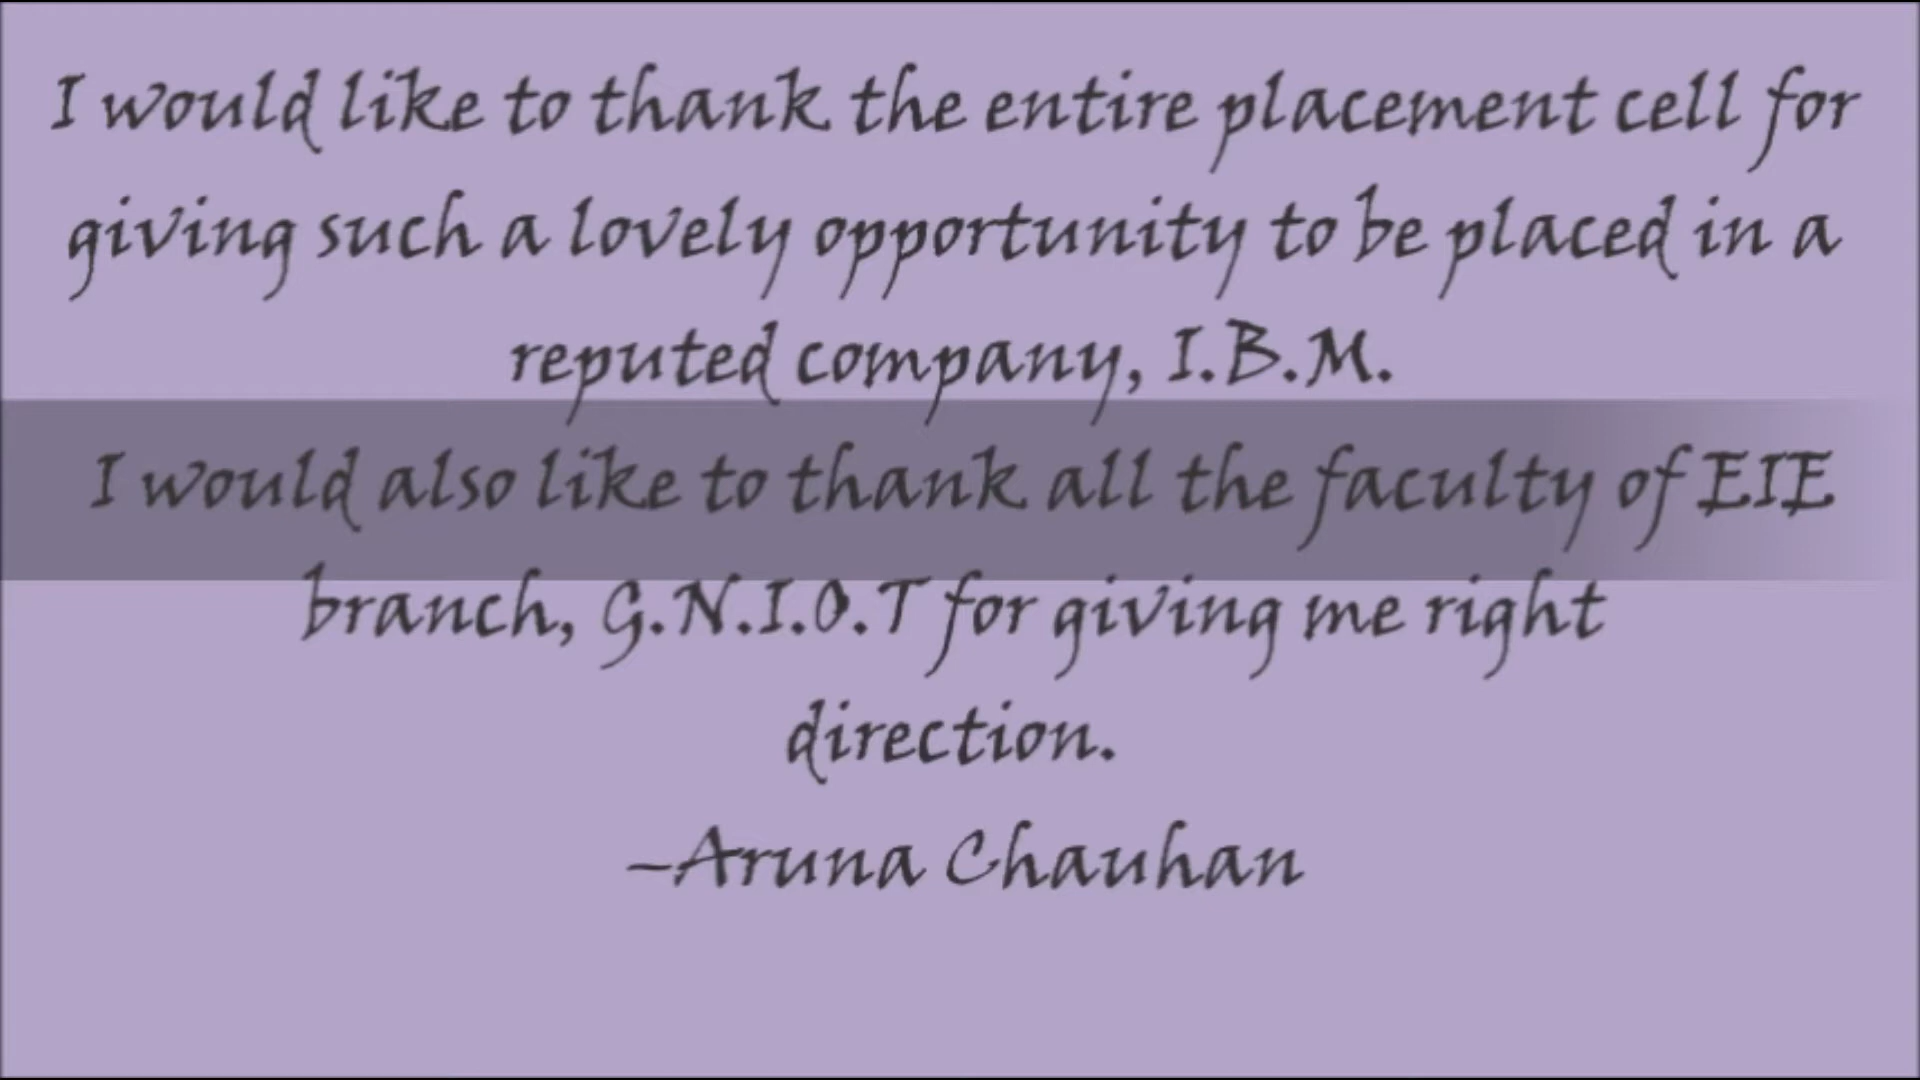 I would like to thank the entire placement cell for
giving such a lovely opportunity to be placed in a
reputed company, I.B.M.
I would also like to thank all the faculty of EIE
branch, G.N.I.O.T for giving me right
direction.
–Aruna Chauhan